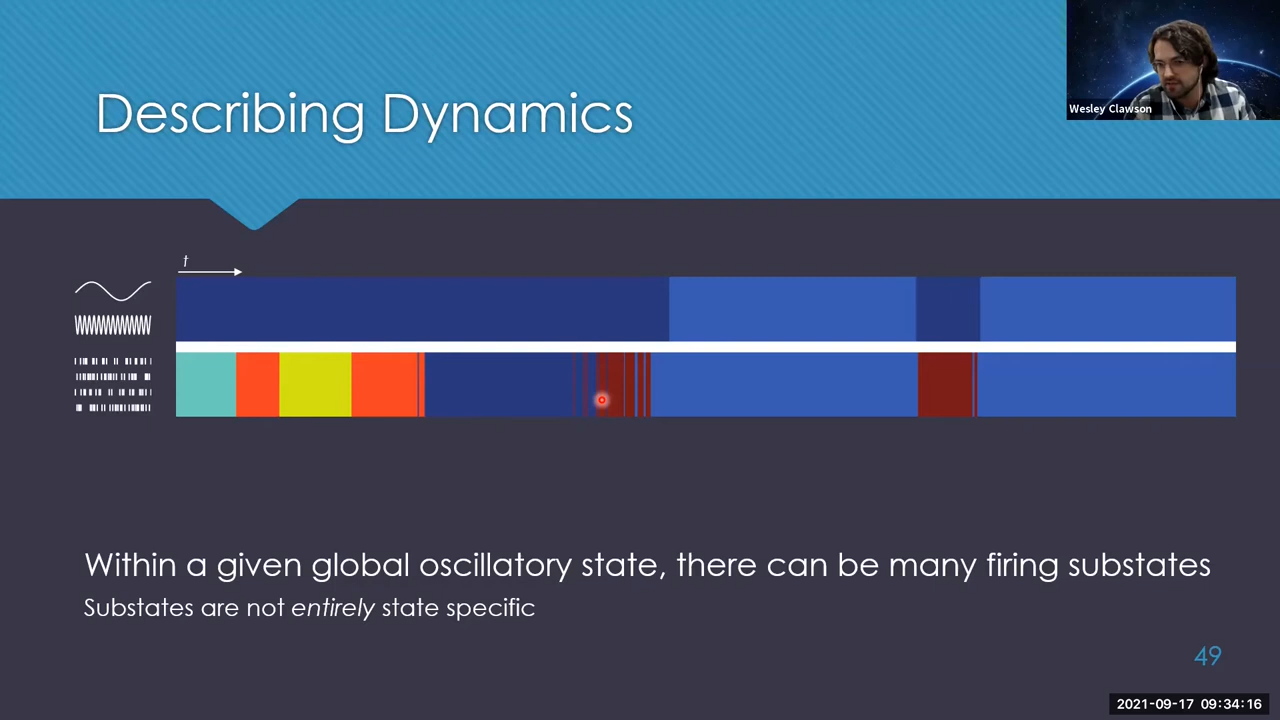 Describing Dynamics
Wesley Clawson
t
Within a given global oscillatory state, there can be many firing substates
Substates are not entirely state specific
49
2021-09-17 09:34:16